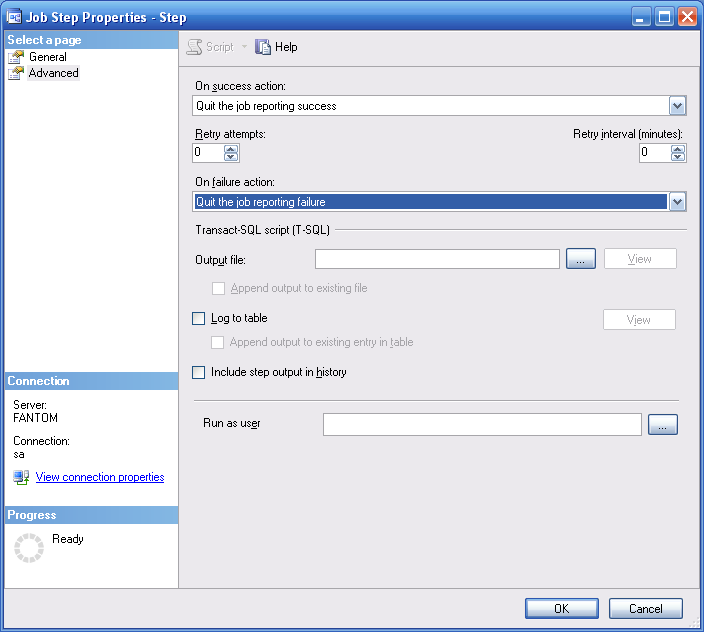 Job Step Properties - Step
Select a page
General
Advanced
Script
Help
On success action:
Quit the job reporting success
Retry attempts:
Retry interval (minutes):
0
0
On failure action:
Quit the job reporting failure
Transact-SQL script (T-SQL)
Output file:
...
View
Append output to existing file
Log to table
View
Append output to existing entry in table
Include step output in history
Run as user
...
Connection
Server:
FANTOM
Connection:
sa
View connection properties
Progress
Ready
OK
Cancel